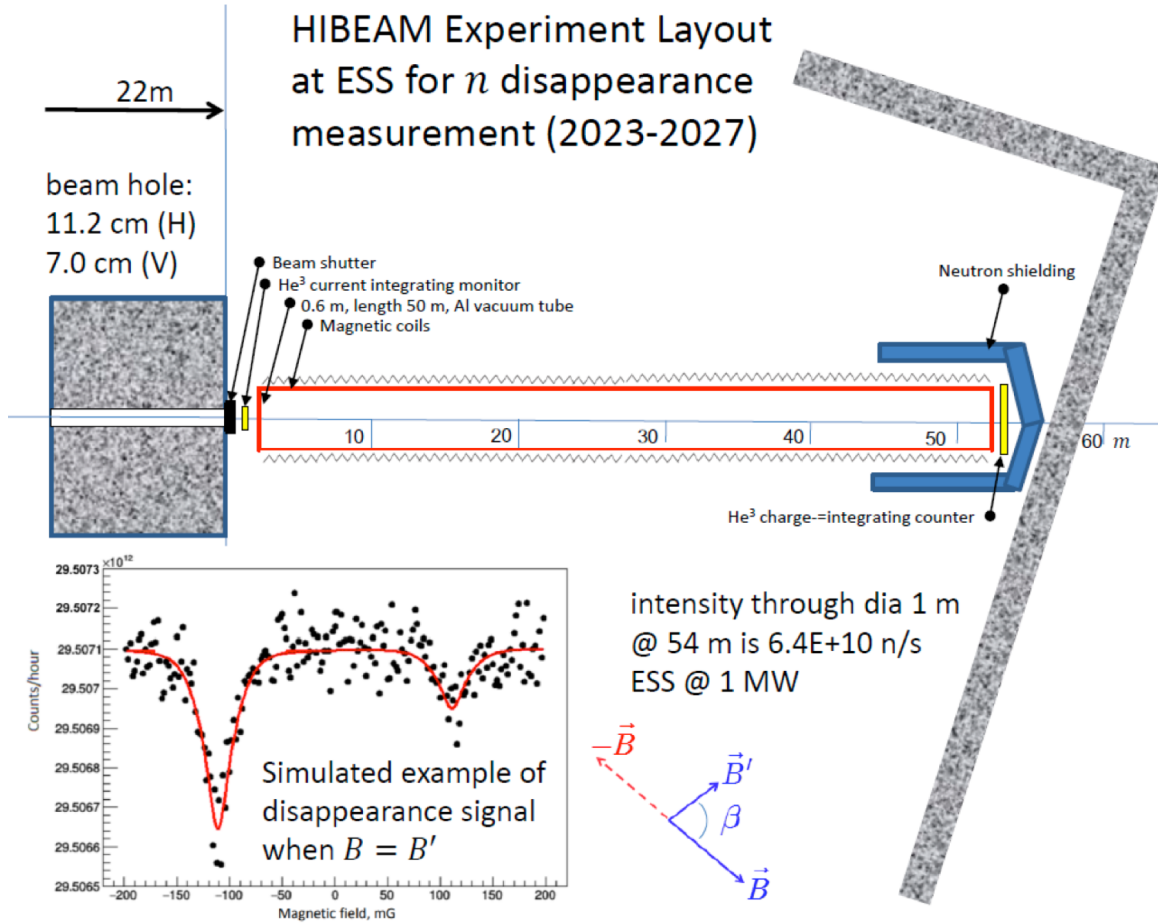 HIBEAM Experiment Layout
at ESS for n disappearance
measurement (2023-2027)
22m
beam hole:
11.2 cm (H)
7.0 cm (V)
Beam shutter
He³ current integrating monitor
0.6 m, length 50 m, Al vacuum tube
Magnetic coils
Neutron shielding
10 20 30 40 50 60 m
He³ charge-=integrating counter
×10¹²
29.5073
29.5072
29.5071
29.507
29.5069
29.5068
29.5067
29.5066
29.5065
Counts/hour
−200 −150 −100 −50 0 50 100 150 200
Magnetic field, mG
Simulated example of
disappearance signal
when B = B′
intensity through dia 1 m
@ 54 m is 6.4E+10 n/s
ESS @ 1 MW
−B⃗
B⃗′
β
B⃗